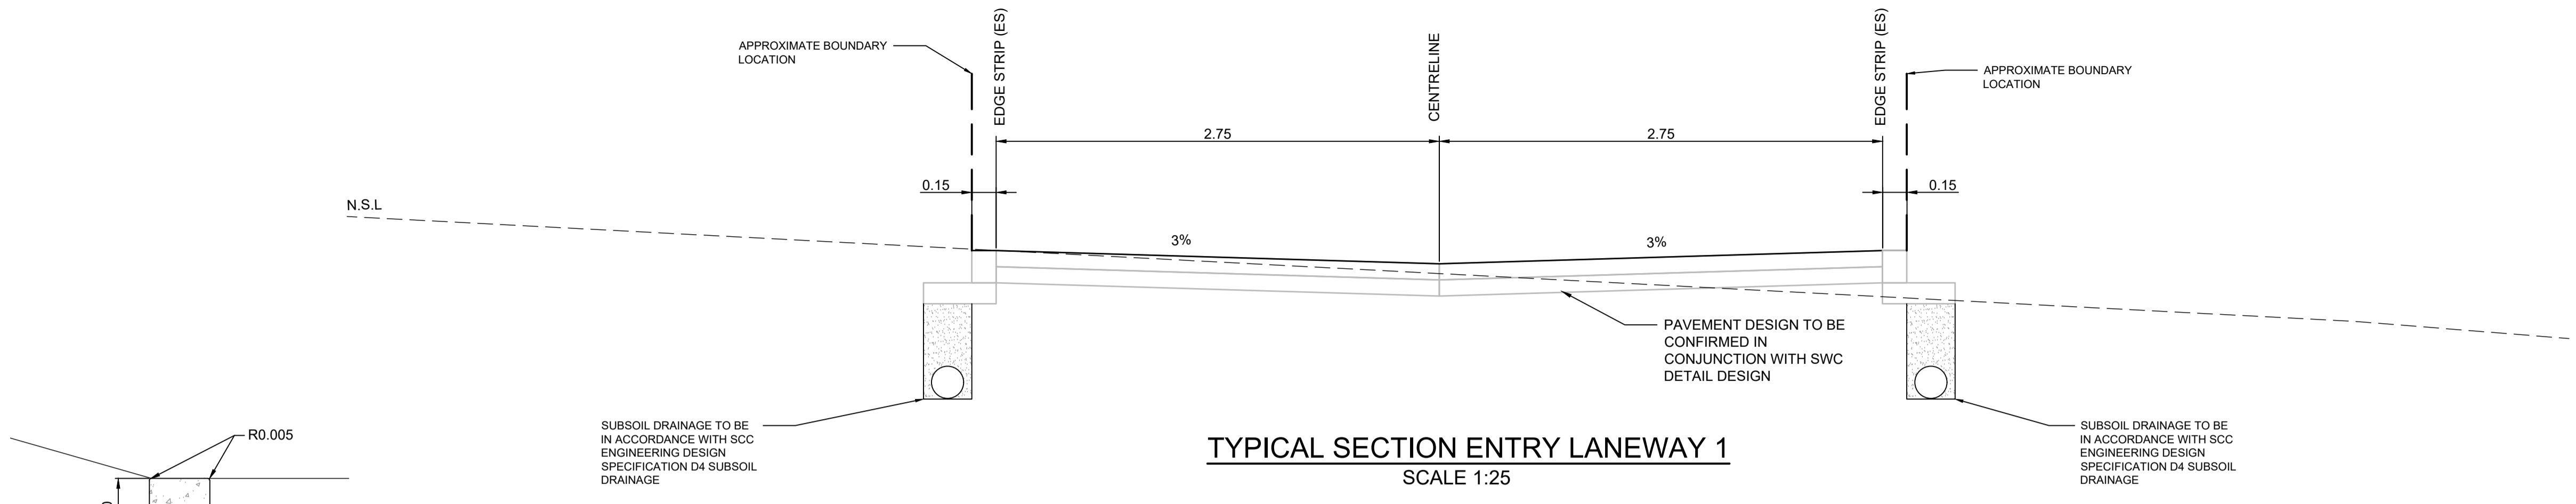 APPROXIMATE BOUNDARY
LOCATION
EDGE STRIP (ES)
CENTRELINE
EDGE STRIP (ES)
APPROXIMATE BOUNDARY
LOCATION
2.75
2.75
0.15
0.15
N.S.L
3%
3%
PAVEMENT DESIGN TO BE
CONFIRMED IN
CONJUNCTION WITH SWC
DETAIL DESIGN
SUBSOIL DRAINAGE TO BE
IN ACCORDANCE WITH SCC
ENGINEERING DESIGN
SPECIFICATION D4 SUBSOIL
DRAINAGE
SUBSOIL DRAINAGE TO BE
IN ACCORDANCE WITH SCC
ENGINEERING DESIGN
SPECIFICATION D4 SUBSOIL
DRAINAGE
R0.005
TYPICAL SECTION ENTRY LANEWAY 1
SCALE 1:25